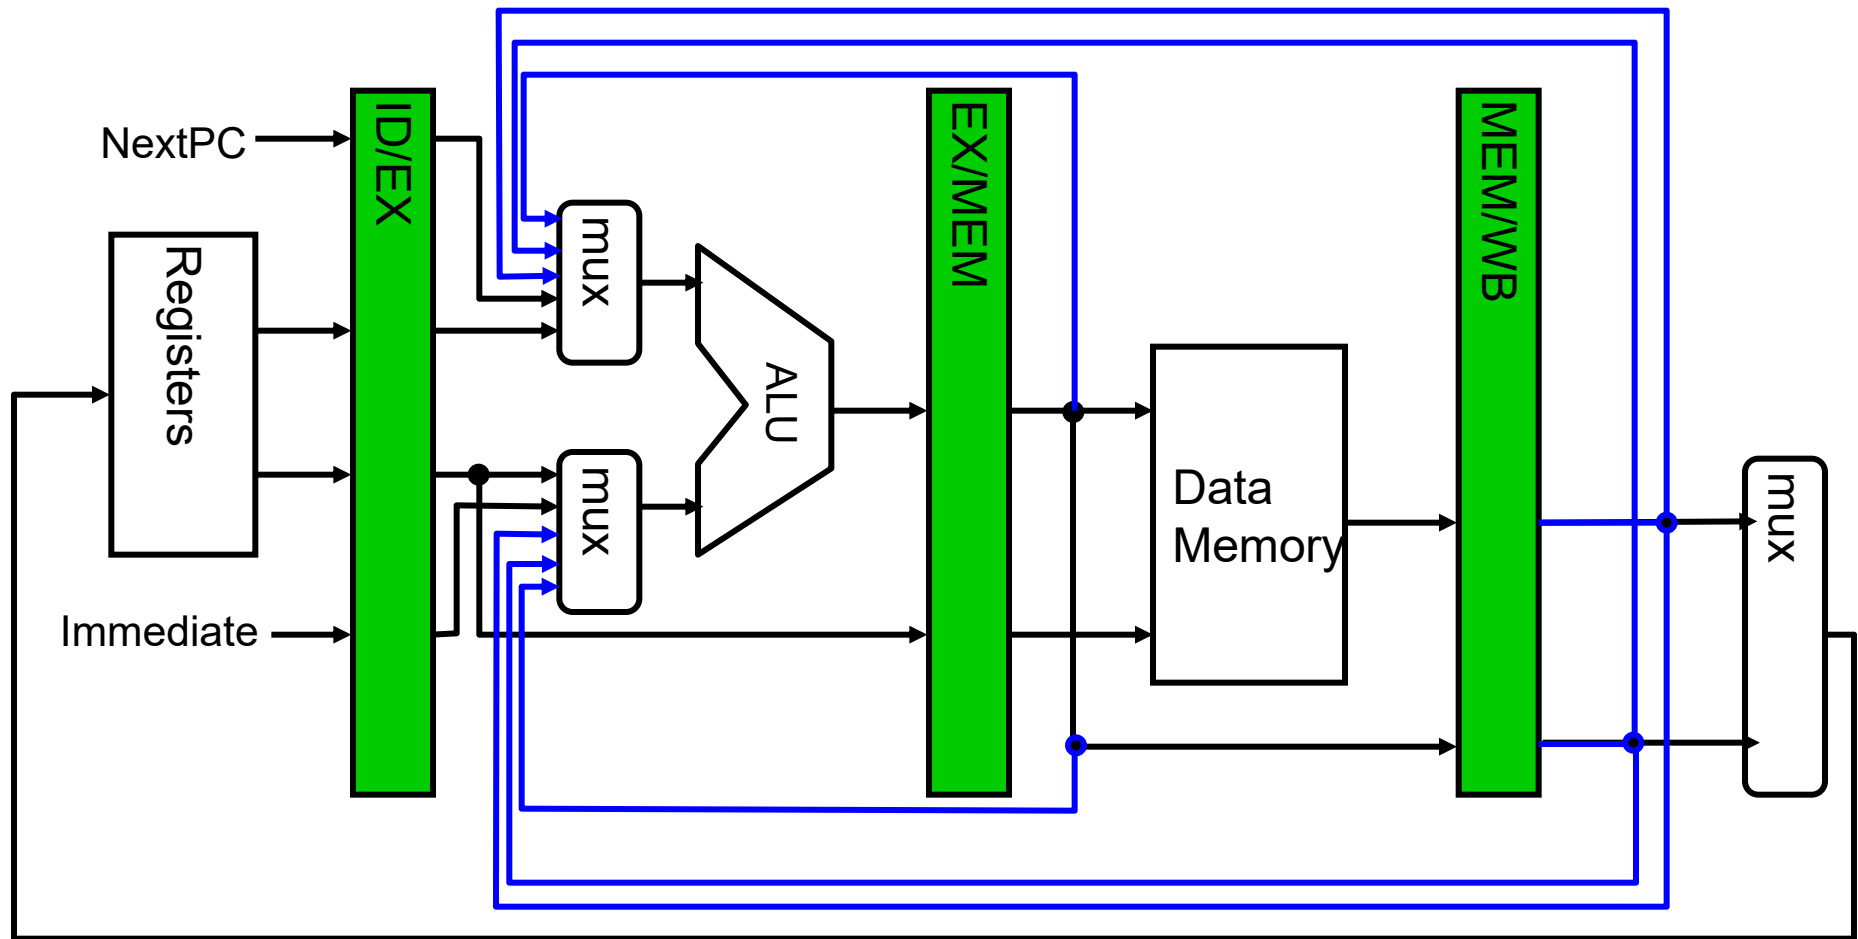 NextPC
Registers
Immediate
ID/EX
mux
mux
ALU
EX/MEM
Data
Memory
MEM/WB
mux